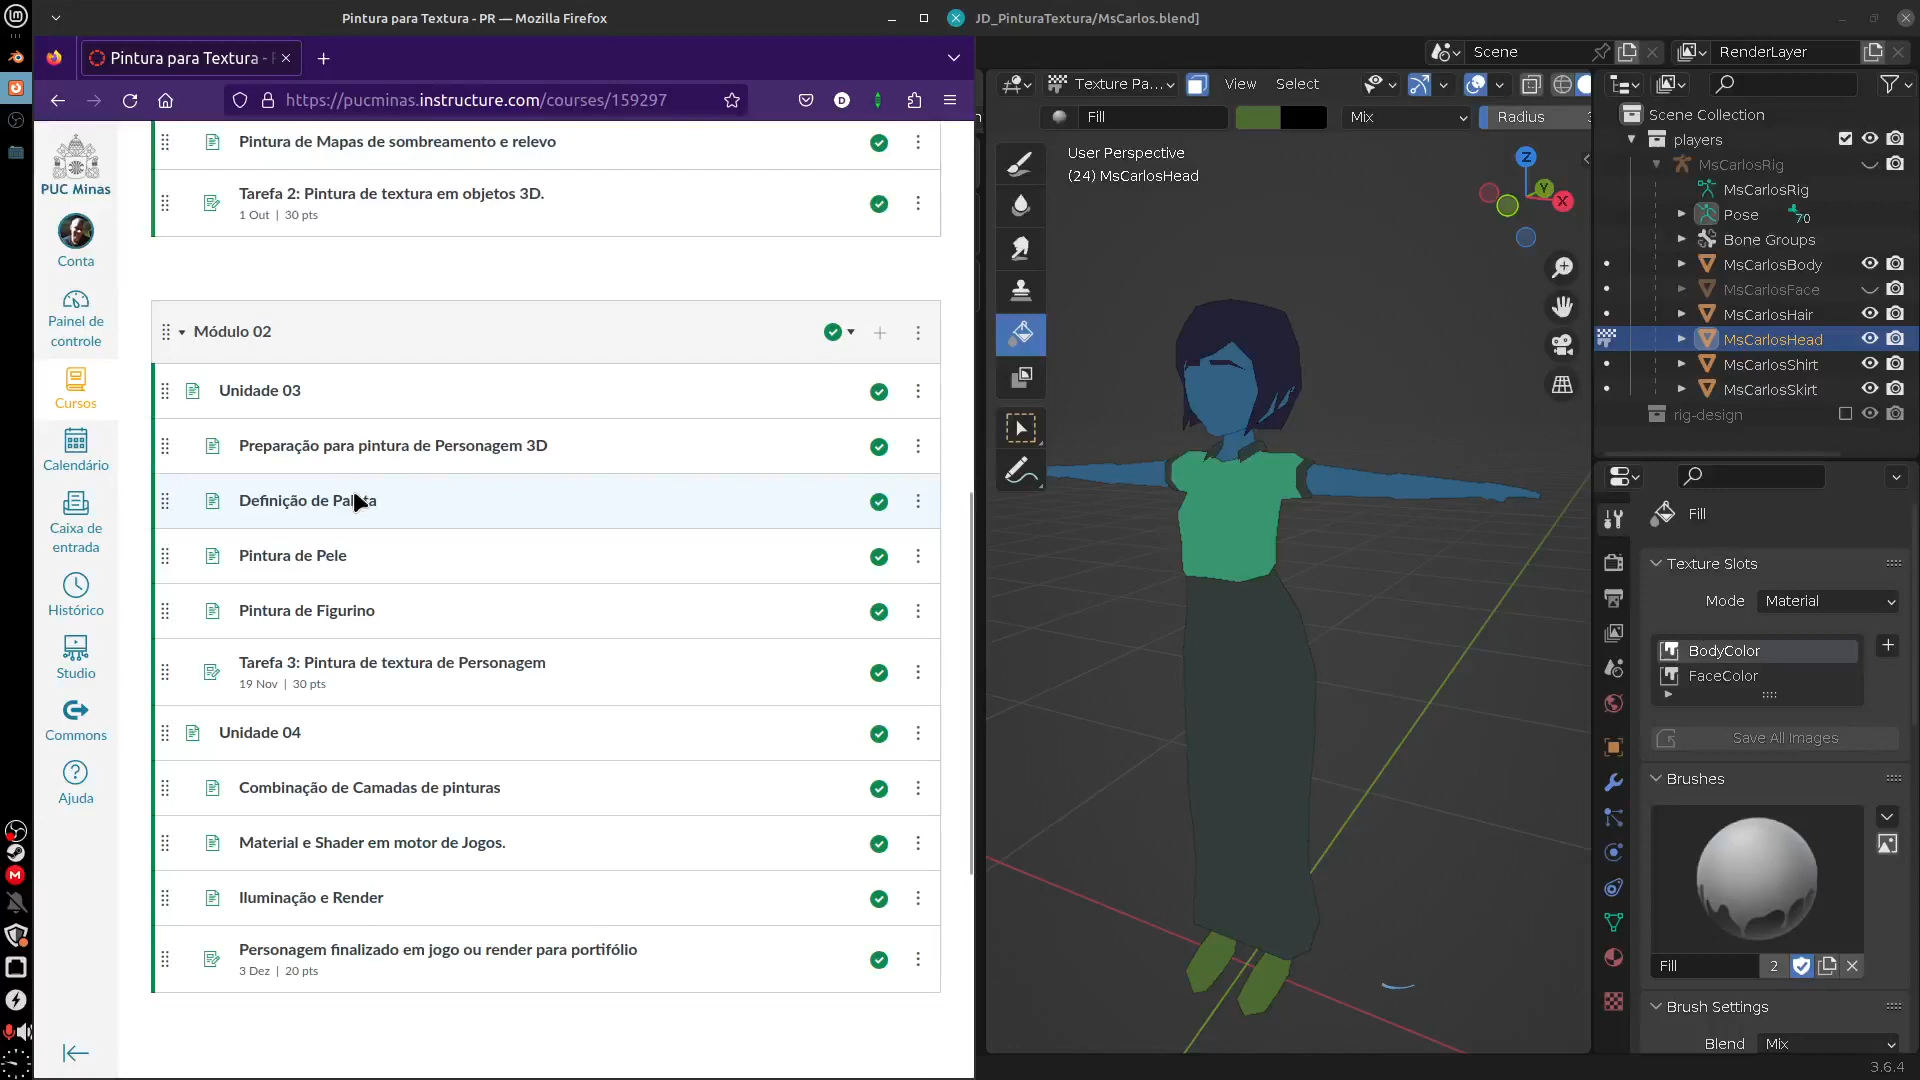 Pintura para Textura - PR — Mozilla Firefox
JD_PinturaTextura/MsCarlos.blend]
Pintura para Textura -
https://pucminas.instructure.com/courses/159297
PUC Minas
Conta
Painel de
controle
Cursos
Calendário
Caixa de
entrada
Histórico
Studio
Commons
Ajuda
Pintura de Mapas de sombreamento e relevo
Tarefa 2: Pintura de textura em objetos 3D.
1 Out | 30 pts
Módulo 02
Unidade 03
Preparação para pintura de Personagem 3D
Definição de
Pintura de Pele
Pintura de Figurino
Tarefa 3: Pintura de textura de Personagem
19 Nov | 30 pts
Unidade 04
Combinação de Camadas de pinturas
Material e Shader em motor de Jogos.
Iluminação e Render
Personagem finalizado em jogo ou render para portifólio
3 Dez | 20 pts
Scene
RenderLayer
Texture Pa...
View
Select
Fill
Mix
Radius
User Perspective
(24) MsCarlosHead
Z
Y
X
Scene Collection
players
MsCarlosRig
MsCarlosRig
Pose
70
Bone Groups
MsCarlosBody
MsCarlosFace
MsCarlosHair
MsCarlosHead
MsCarlosShirt
MsCarlosSkirt
rig-design
Fill
Texture Slots
Mode
Material
BodyColor
FaceColor
Save All Images
Brushes
Fill
2
Brush Settings
Blend
Mix
3.6.4